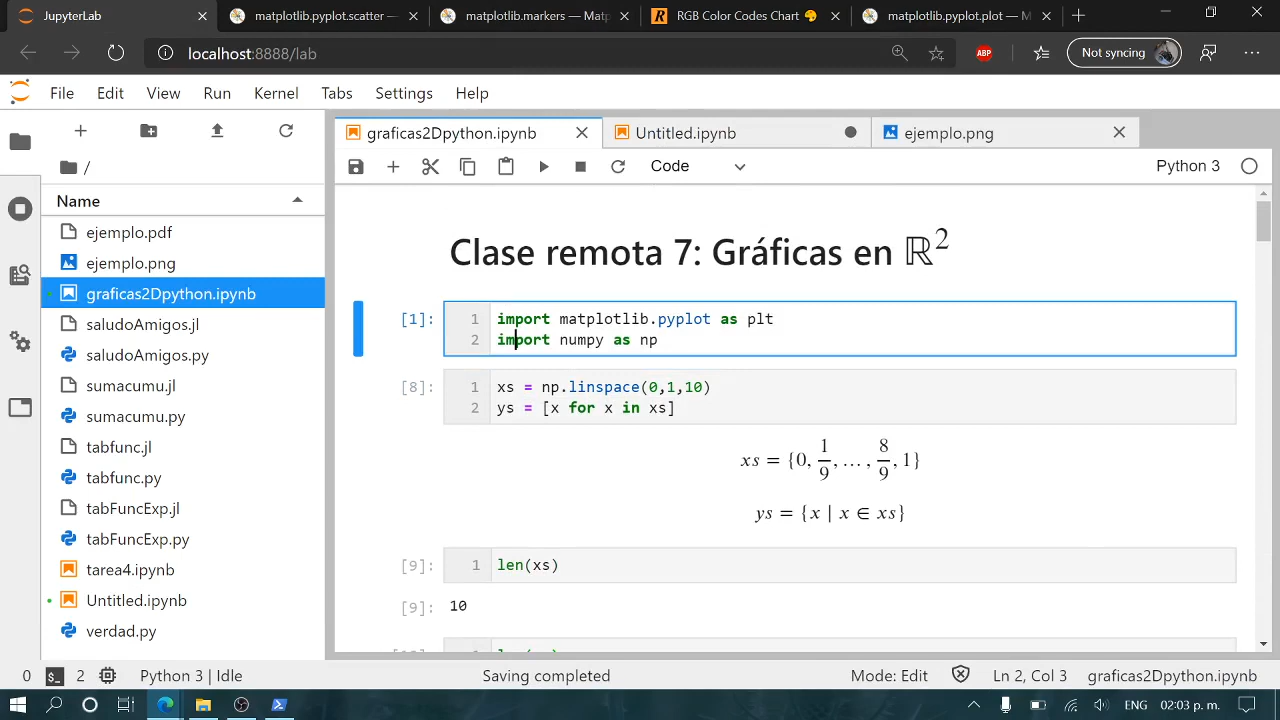 JupyterLab
matplotlib.pyplot.scatter —
matplotlib.markers — Mat
RGB Color Codes Chart
matplotlib.pyplot.plot — M
localhost:8888/lab
ABP
Not syncing
File Edit View Run Kernel Tabs Settings Help
graficas2Dpython.ipynb
Untitled.ipynb
ejemplo.png
Code
Python 3
/
Name
ejemplo.pdf
ejemplo.png
graficas2Dpython.ipynb
saludoAmigos.jl
saludoAmigos.py
sumacumu.jl
sumacumu.py
tabfunc.jl
tabfunc.py
tabFuncExp.jl
tabFuncExp.py
tarea4.ipynb
Untitled.ipynb
verdad.py
Clase remota 7: Gráficas en ℝ²
[1]:
1 import matplotlib.pyplot as plt
2 import numpy as np
[8]:
1 xs = np.linspace(0,1,10)
2 ys = [x for x in xs]
xs = {0, 1/9, …, 8/9, 1}
ys = {x | x ∈ xs}
[9]:
1 len(xs)
[9]: 10
0 2 Python 3 | Idle Saving completed Mode: Edit Ln 2, Col 3 graficas2Dpython.ipynb
02:03 p. m.